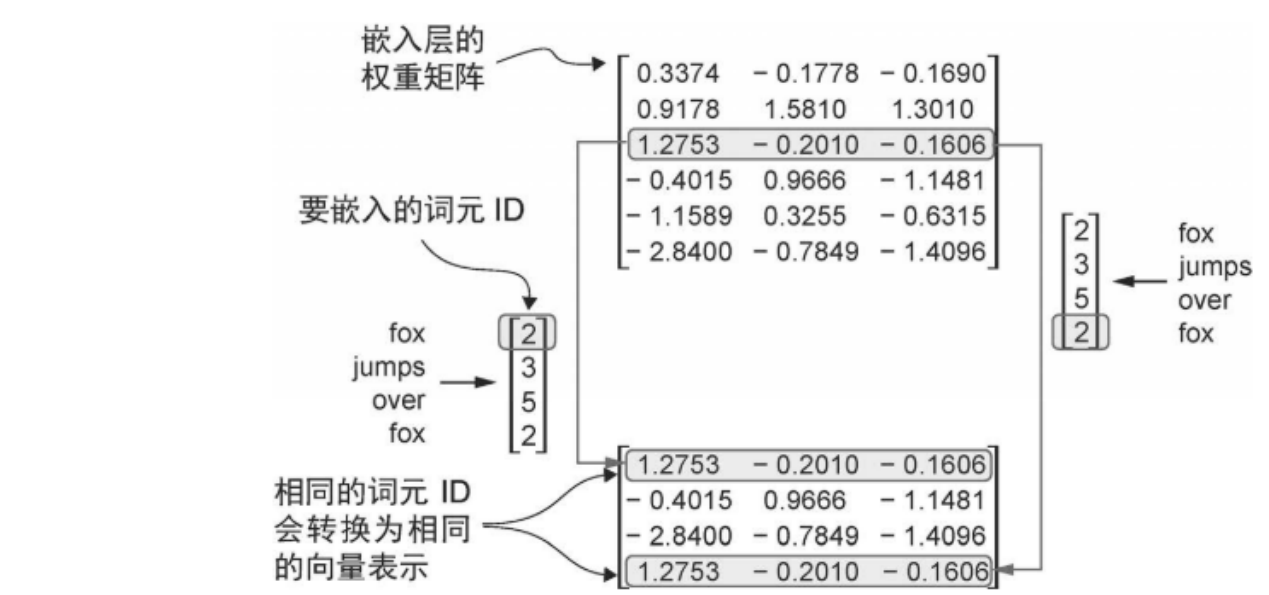 嵌入层的
权重矩阵
0.3374 − 0.1778 − 0.1690
0.9178 1.5810 1.3010
1.2753 − 0.2010 − 0.1606
− 0.4015 0.9666 − 1.1481
− 1.1589 0.3255 − 0.6315
− 2.8400 − 0.7849 − 1.4096
要嵌入的词元 ID
2 fox
3 jumps
5 over
2 fox
fox 2
jumps 3
over 5
fox 2
相同的词元 ID
会转换为相同
的向量表示
1.2753 − 0.2010 − 0.1606
− 0.4015 0.9666 − 1.1481
− 2.8400 − 0.7849 − 1.4096
1.2753 − 0.2010 − 0.1606